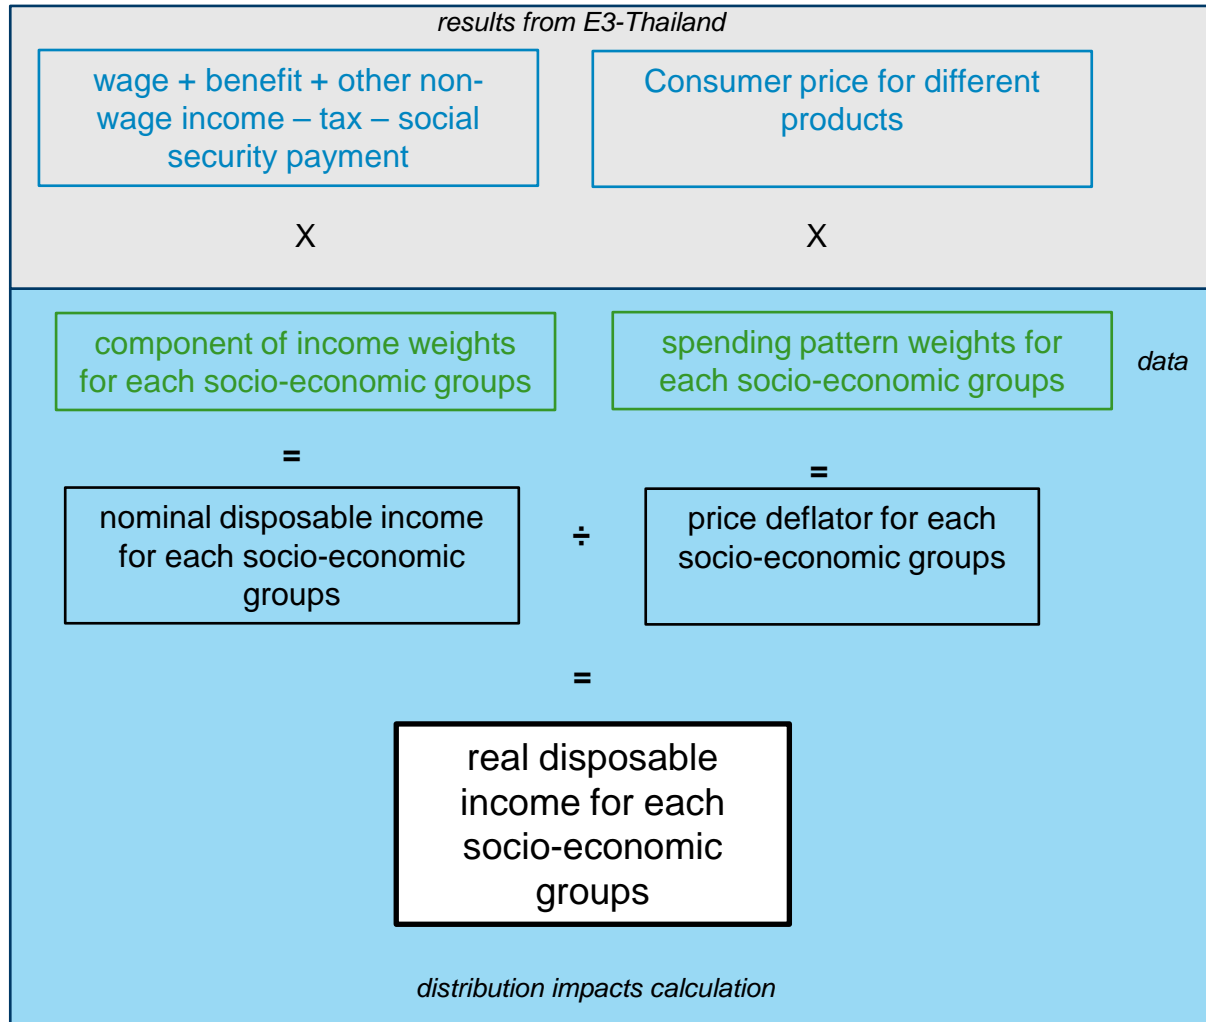 results from E3-Thailand
wage + benefit + other non-
wage income – tax – social
security payment
Consumer price for different
products
X
X
component of income weights
for each socio-economic groups
spending pattern weights for
each socio-economic groups
data
=
=
nominal disposable income
for each socio-economic
groups
÷
price deflator for each
socio-economic groups
=
real disposable
income for each
socio-economic
groups
distribution impacts calculation